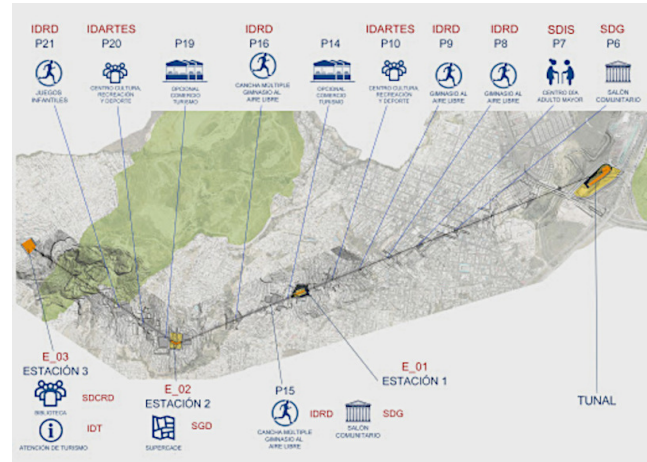 IDRD
P21
JUEGOS
INFANTILES
IDARTES
P20
CENTRO CULTURA,
RECREACIÓN
Y DEPORTE
P19
OPCIONAL
COMERCIO
TURISMO
IDRD
P16
CANCHA MÚLTIPLE
GIMNASIO AL
AIRE LIBRE
P14
OPCIONAL
COMERCIO
TURISMO
IDARTES
P10
CENTRO CULTURA,
RECREACIÓN
Y DEPORTE
IDRD
P9
GIMNASIO AL
AIRE LIBRE
IDRD
P8
GIMNASIO AL
AIRE LIBRE
SDIS
P7
CENTRO DÍA
ADULTO MAYOR
SDG
P6
SALÓN
COMUNITARIO
E_03
ESTACIÓN 3
SDCRD
BIBLIOTECA
IDT
ATENCIÓN DE TURISMO
E_02
ESTACIÓN 2
SGD
SUPERCADE
P15
IDRD
CANCHA MÚLTIPLE
GIMNASIO AL
AIRE LIBRE
SDG
SALÓN
COMUNITARIO
E_01
ESTACIÓN 1
TUNAL